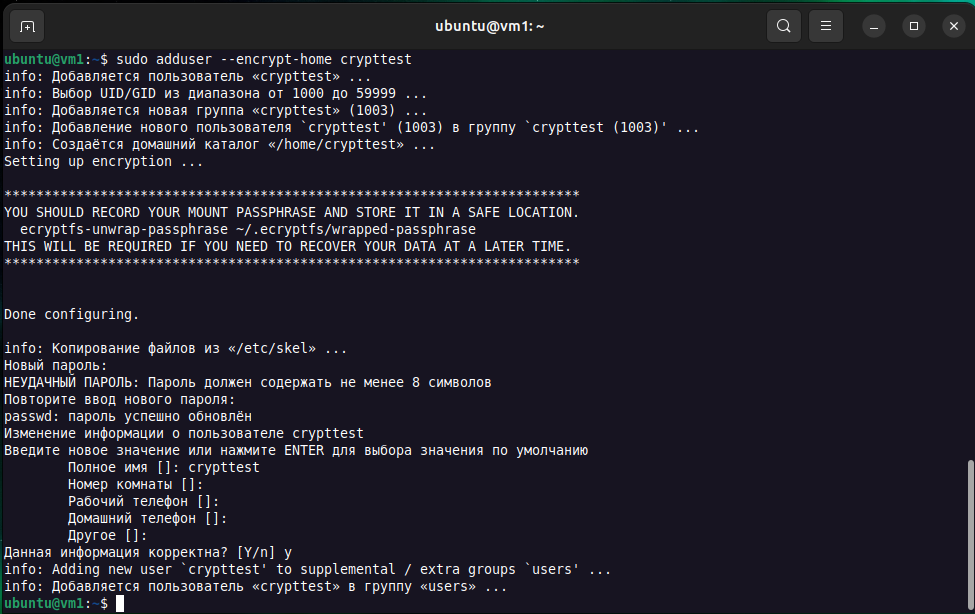 ubuntu@vm1: ~
ubuntu@vm1:~$ sudo adduser --encrypt-home crypttest
info: Добавляется пользователь «crypttest» ...
info: Выбор UID/GID из диапазона от 1000 до 59999 ...
info: Добавляется новая группа «crypttest» (1003) ...
info: Добавление нового пользователя `crypttest' (1003) в группу `crypttest (1003)' ...
info: Создаётся домашний каталог «/home/crypttest» ...
Setting up encryption ...
************************************************************************
YOU SHOULD RECORD YOUR MOUNT PASSPHRASE AND STORE IT IN A SAFE LOCATION.
  ecryptfs-unwrap-passphrase ~/.ecryptfs/wrapped-passphrase
THIS WILL BE REQUIRED IF YOU NEED TO RECOVER YOUR DATA AT A LATER TIME.
************************************************************************
Done configuring.
info: Копирование файлов из «/etc/skel» ...
Новый пароль:
НЕУДАЧНЫЙ ПАРОЛЬ: Пароль должен содержать не менее 8 символов
Повторите ввод нового пароля:
passwd: пароль успешно обновлён
Изменение информации о пользователе crypttest
Введите новое значение или нажмите ENTER для выбора значения по умолчанию
        Полное имя []: crypttest
        Номер комнаты []:
        Рабочий телефон []:
        Домашний телефон []:
        Другое []:
Данная информация корректна? [Y/n] y
info: Adding new user `crypttest' to supplemental / extra groups `users' ...
info: Добавляется пользователь «crypttest» в группу «users» ...
ubuntu@vm1:~$